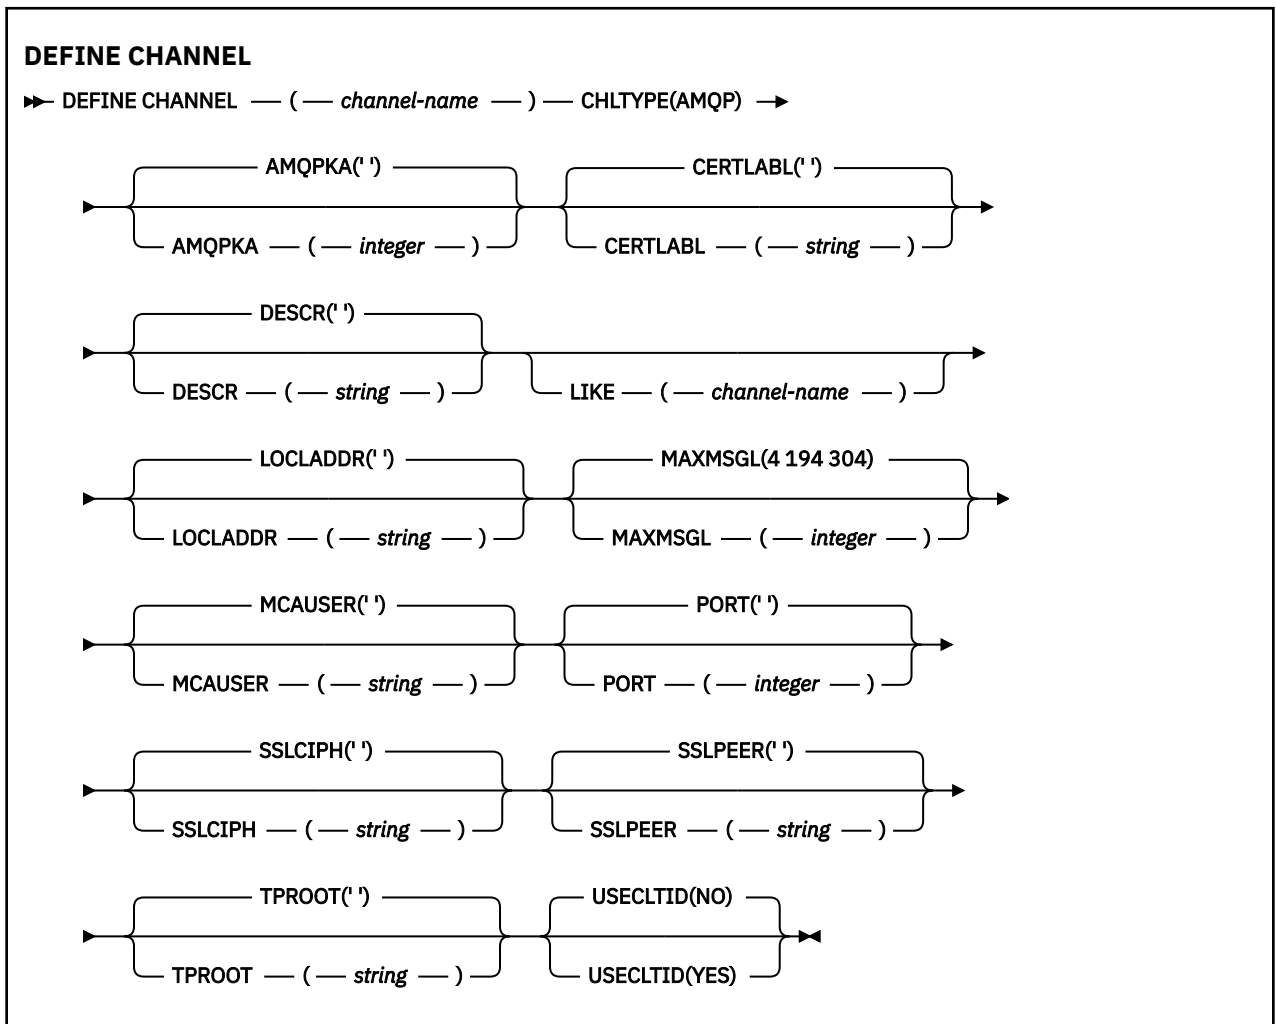 DEFINE CHANNEL
DEFINE CHANNEL ( channel-name ) CHLTYPE(AMQP)
AMQPKA(' ') CERTLABL(' ')
AMQPKA ( integer ) CERTLABL ( string )
DESCR(' ')
DESCR ( string ) LIKE ( channel-name )
LOCLADDR(' ') MAXMSGL(4 194 304)
LOCLADDR ( string ) MAXMSGL ( integer )
MCAUSER(' ') PORT(' ')
MCAUSER ( string ) PORT ( integer )
SSLCIPH(' ') SSLPEER(' ')
SSLCIPH ( string ) SSLPEER ( string )
TPROOT(' ') USECLTID(NO)
TPROOT ( string ) USECLTID(YES)